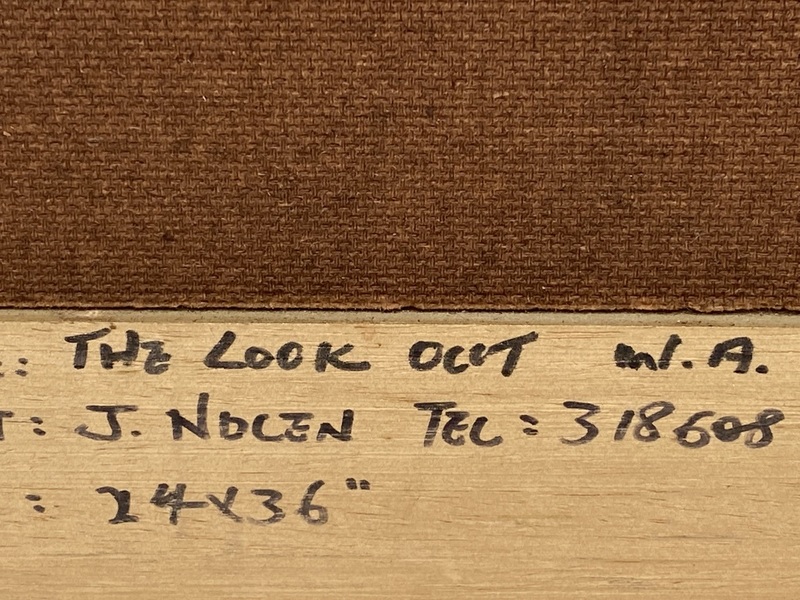 : THE LOOK OUT W.A.
T: J. NOLEN TEL: 318608
: 24X36"